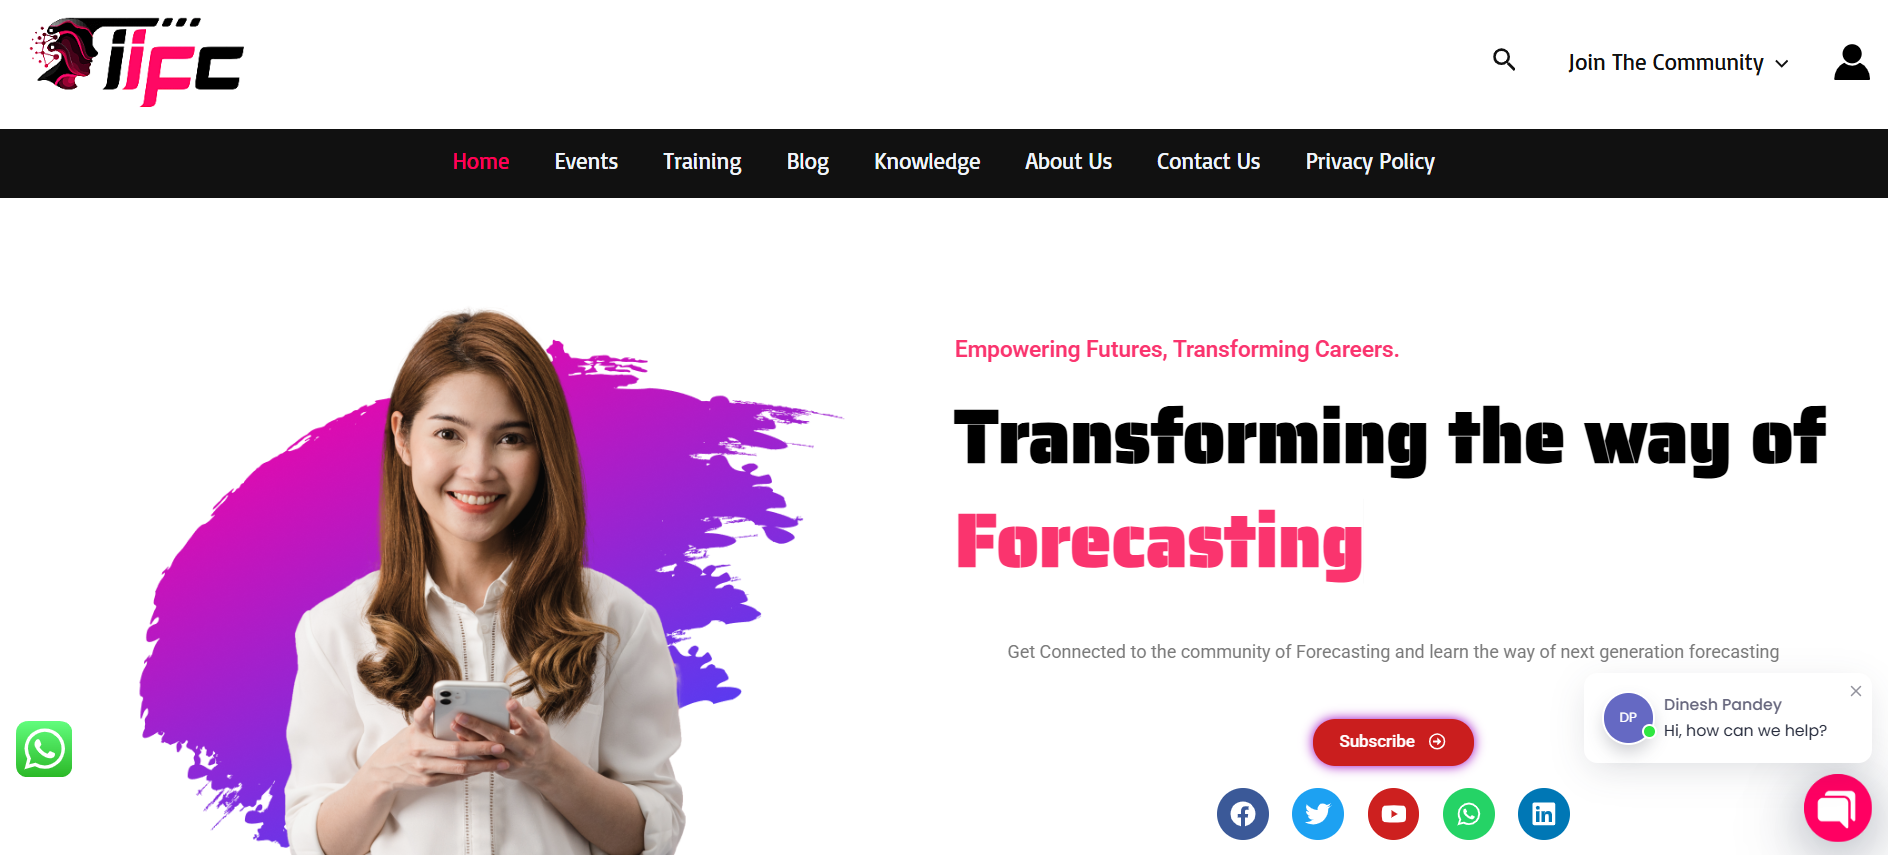 iifc
Join The Community
Home Events Training Blog Knowledge About Us Contact Us Privacy Policy
Empowering Futures, Transforming Careers.
Transforming the way of
Forecasting
Get Connected to the community of Forecasting and learn the way of next generation forecasting
Subscribe
DP
Dinesh Pandey
Hi, how can we help?